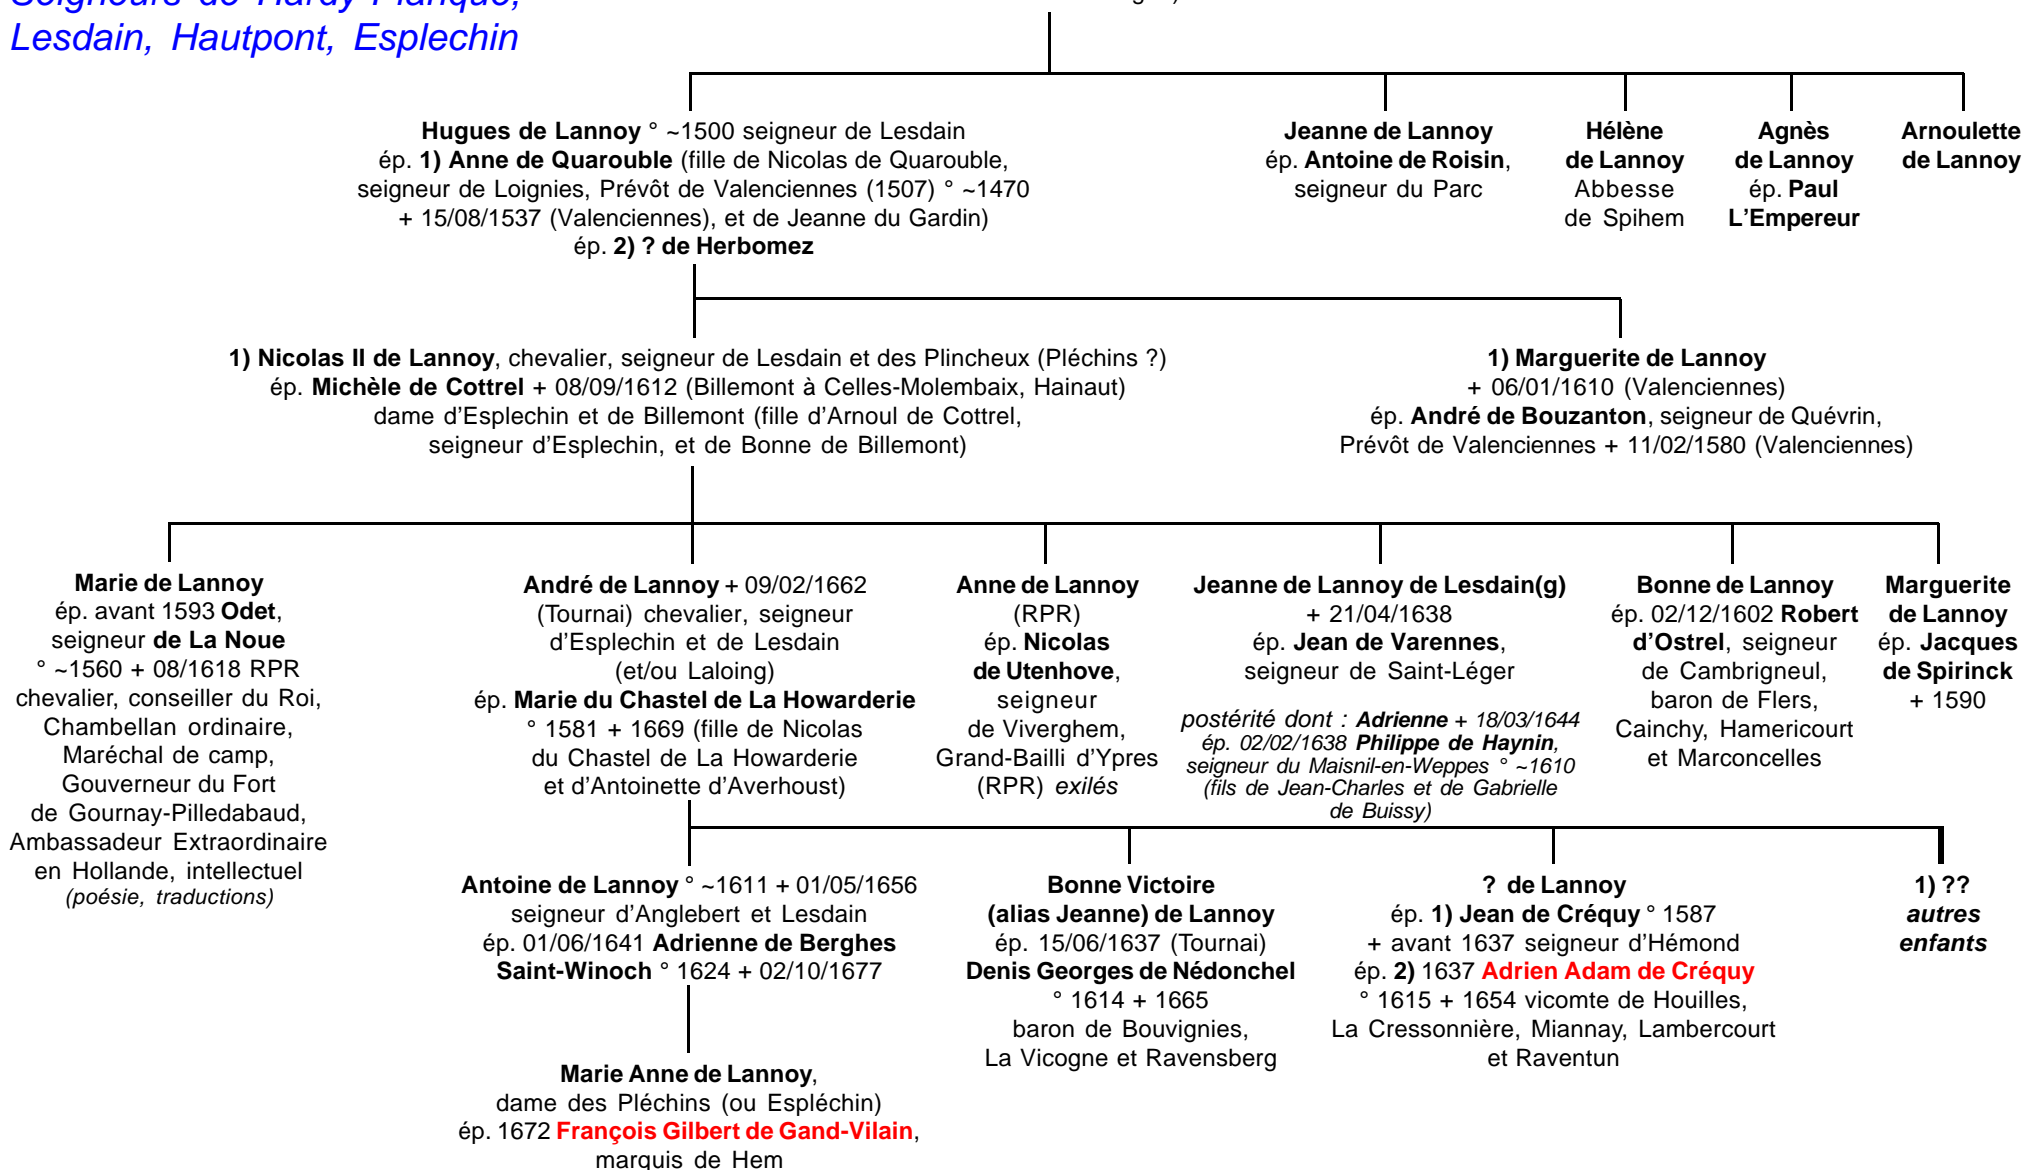 Seigneurs de Hardy-Planque,
Lesdain, Hautpont, Esplechin
Hugues de Lannoy ° ~1500 seigneur de Lesdain
ép. 1) Anne de Quarouble (fille de Nicolas de Quarouble,
seigneur de Loignies, Prévôt de Valenciennes (1507) ° ~1470
+ 15/08/1537 (Valenciennes), et de Jeanne du Gardin)
ép. 2) ? de Herbomez
Jeanne de Lannoy
ép. Antoine de Roisin,
seigneur du Parc
Hélène
de Lannoy
Abbesse
de Spihem
Agnès
de Lannoy
ép. Paul
L'Empereur
Arnoulette
de Lannoy
1) Nicolas II de Lannoy, chevalier, seigneur de Lesdain et des Plincheux (Pléchins ?)
ép. Michèle de Cottrel + 08/09/1612 (Billemont à Celles-Molembaix, Hainaut)
dame d'Esplechin et de Billemont (fille d'Arnoul de Cottrel,
seigneur d'Esplechin, et de Bonne de Billemont)
1) Marguerite de Lannoy
+ 06/01/1610 (Valenciennes)
ép. André de Bouzanton, seigneur de Quévrin,
Prévôt de Valenciennes + 11/02/1580 (Valenciennes)
Marie de Lannoy
ép. avant 1593 Odet,
seigneur de La Noue
° ~1560 + 08/1618 RPR
chevalier, conseiller du Roi,
Chambellan ordinaire,
Maréchal de camp,
Gouverneur du Fort
de Gournay-Pilledabaud,
Ambassadeur Extraordinaire
en Hollande, intellectuel
(poésie, traductions)
André de Lannoy + 09/02/1662
(Tournai) chevalier, seigneur
d'Esplechin et de Lesdain
(et/ou Laloing)
ép. Marie du Chastel de La Howarderie
° 1581 + 1669 (fille de Nicolas
du Chastel de La Howarderie
et d'Antoinette d'Averhoust)
Anne de Lannoy
(RPR)
ép. Nicolas
de Utenhove,
seigneur
de Viverghem,
Grand-Bailli d'Ypres
(RPR) exilés
Jeanne de Lannoy de Lesdain(g)
+ 21/04/1638
ép. Jean de Varennes,
seigneur de Saint-Léger
postérité dont : Adrienne + 18/03/1644
ép. 02/02/1638 Philippe de Haynin,
seigneur du Maisnil-en-Weppes ° ~1610
(fils de Jean-Charles et de Gabrielle
de Buissy)
Bonne de Lannoy
ép. 02/12/1602 Robert
d'Ostrel, seigneur
de Cambrigneul,
baron de Flers,
Cainchy, Hamericourt
et Marconcelles
Marguerite
de Lannoy
ép. Jacques
de Spirinck
+ 1590
Antoine de Lannoy ° ~1611 + 01/05/1656
seigneur d'Anglebert et Lesdain
ép. 01/06/1641 Adrienne de Berghes
Saint-Winoch ° 1624 + 02/10/1677
Bonne Victoire
(alias Jeanne) de Lannoy
ép. 15/06/1637 (Tournai)
Denis Georges de Nédonchel
° 1614 + 1665
baron de Bouvignies,
La Vicogne et Ravensberg
? de Lannoy
ép. 1) Jean de Créquy ° 1587
+ avant 1637 seigneur d'Hémond
ép. 2) 1637 Adrien Adam de Créquy
° 1615 + 1654 vicomte de Houilles,
La Cressonnière, Miannay, Lambercourt
et Raventun
1) ??
autres
enfants
Marie Anne de Lannoy,
dame des Pléchins (ou Espléchin)
ép. 1672 François Gilbert de Gand-Vilain,
marquis de Hem